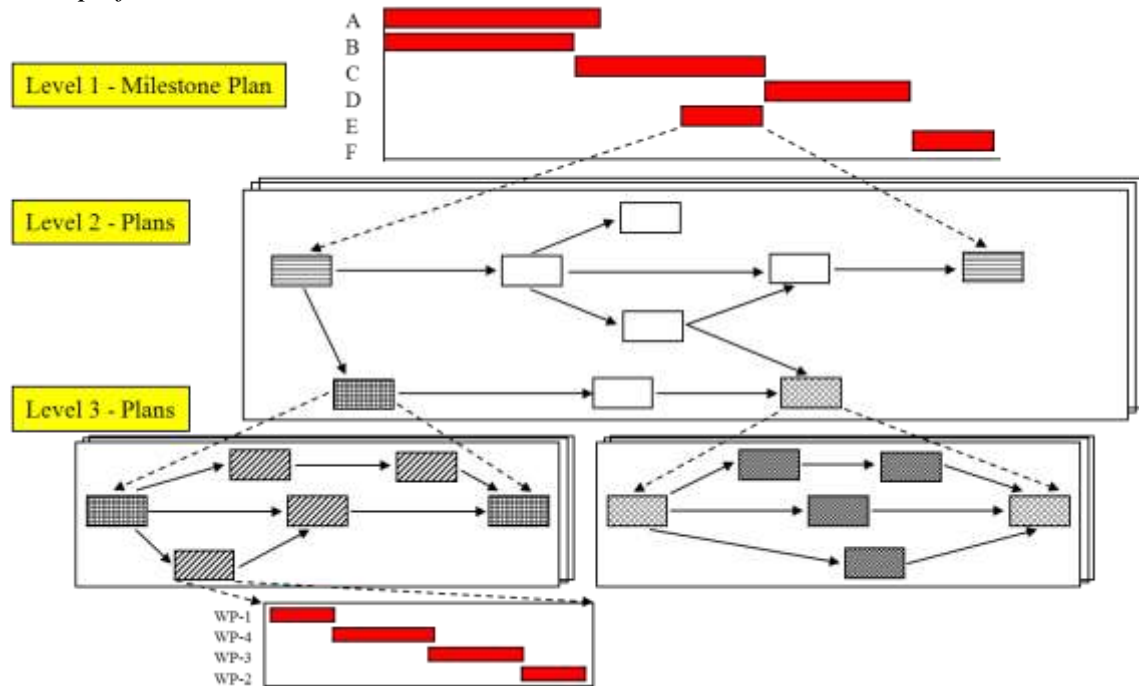 A
B
C
D
E
F
Level 1 - Milestone Plan
Level 2 - Plans
Level 3 - Plans
WP-1
WP-4
WP-3
WP-2